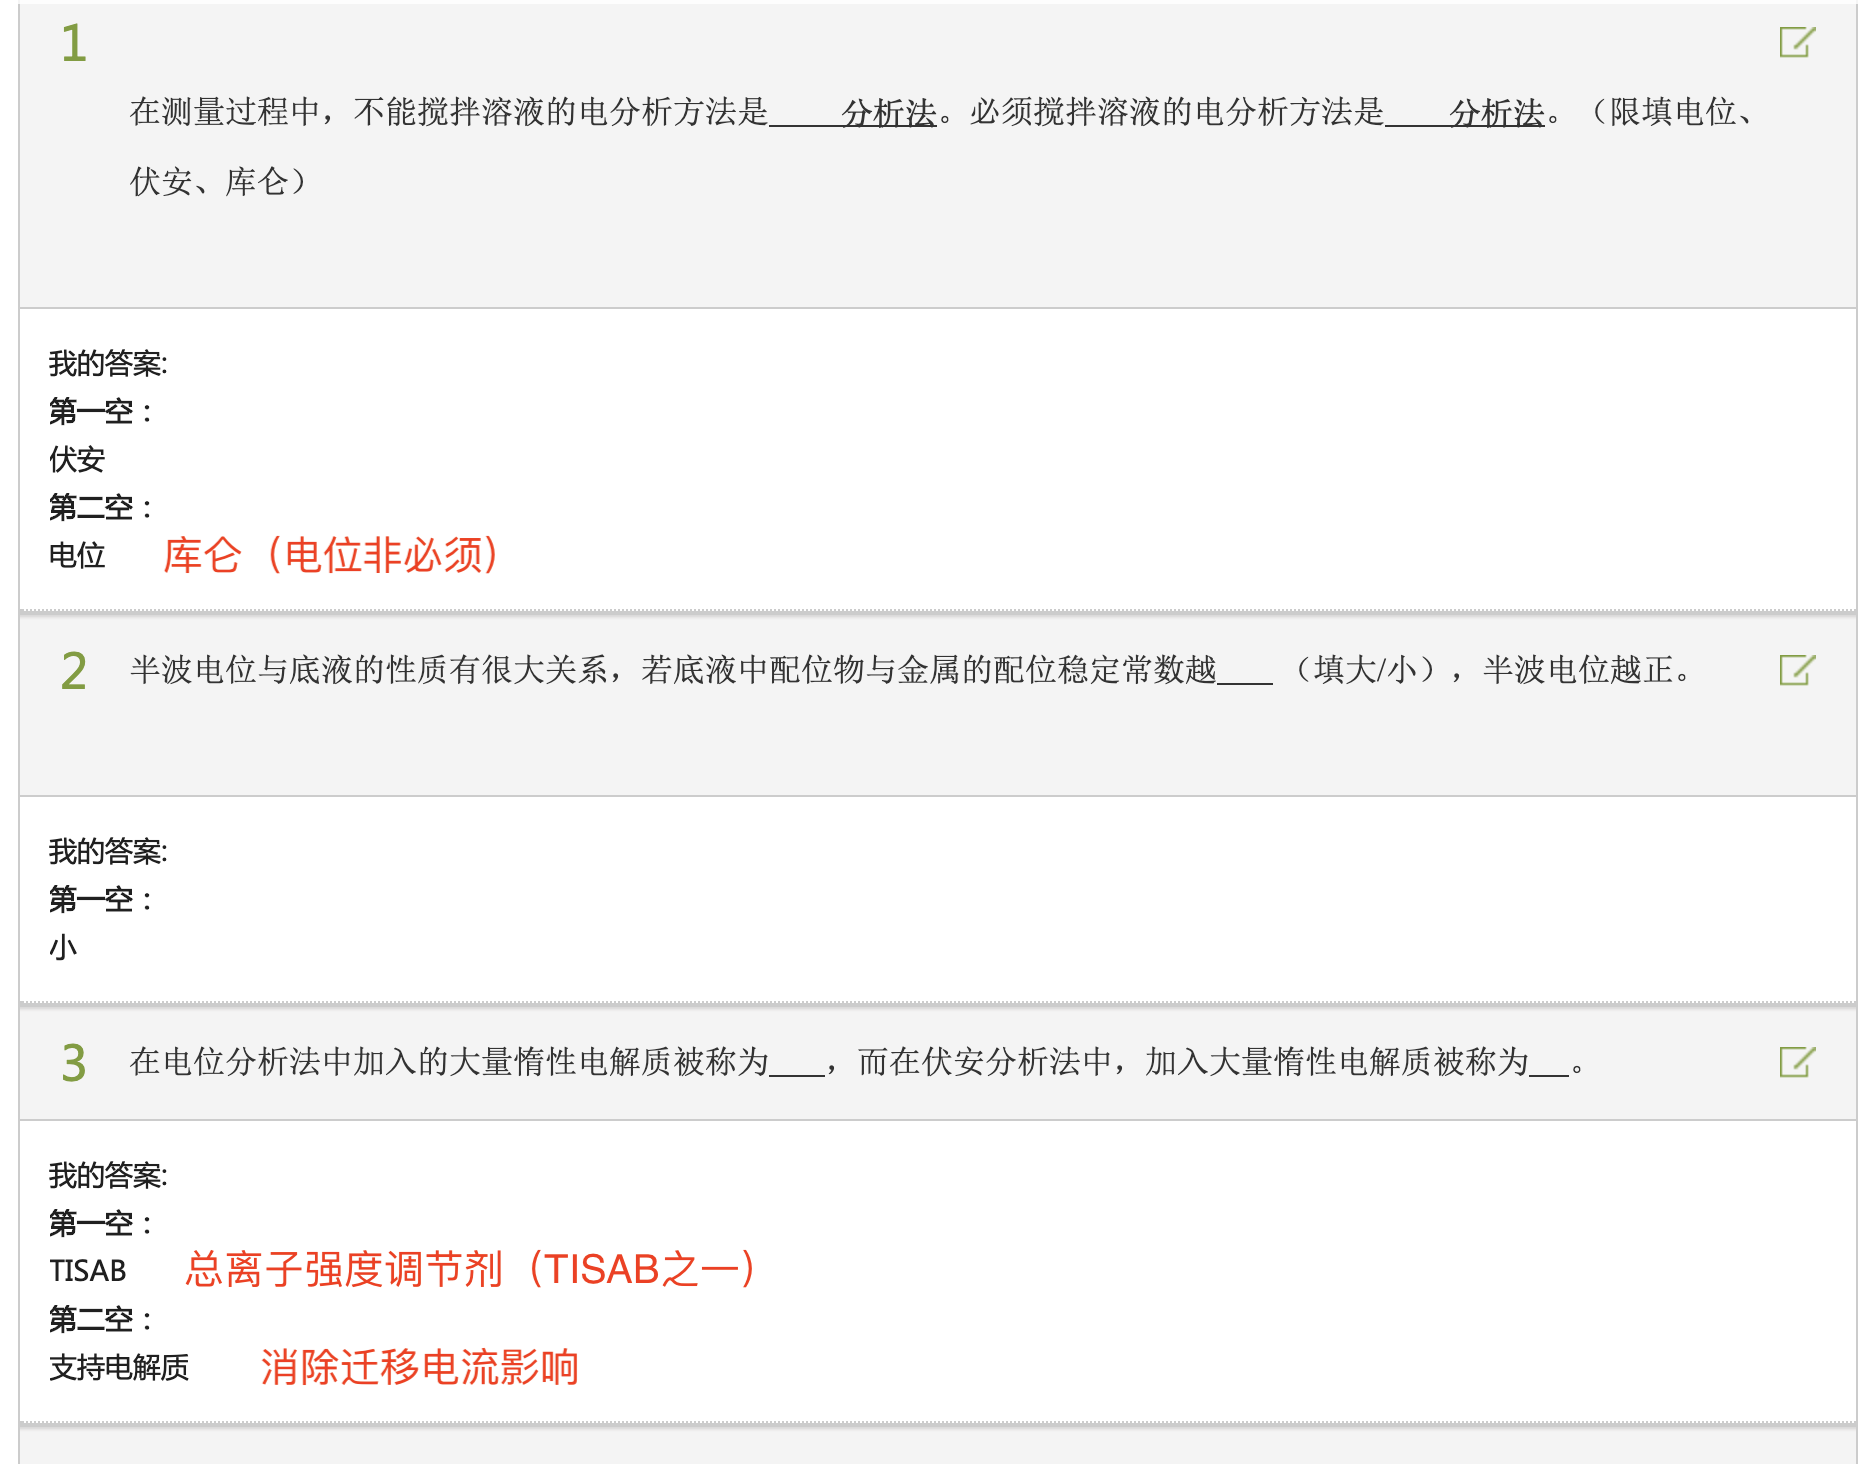 1
在测量过程中，不能搅拌溶液的电分析方法是____分析法。必须搅拌溶液的电分析方法是____分析法。（限填电位、
伏安、库仑）
我的答案:
第一空：
伏安
第二空：
电位 库仑（电位非必须）
2 半波电位与底液的性质有很大关系，若底液中配位物与金属的配位稳定常数越____（填大/小），半波电位越正。
我的答案:
第一空：
小
3 在电位分析法中加入的大量惰性电解质被称为____，而在伏安分析法中，加入大量惰性电解质被称为___。
我的答案:
第一空：
TISAB 总离子强度调节剂（TISAB之一）
第二空：
支持电解质 消除迁移电流影响